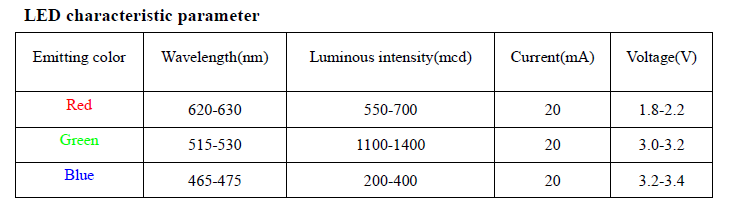 LED characteristic parameter
Emitting color Wavelength(nm) Luminous intensity(mcd) Current(mA) Voltage(V)
Red 620-630 550-700 20 1.8-2.2
Green 515-530 1100-1400 20 3.0-3.2
Blue 465-475 200-400 20 3.2-3.4